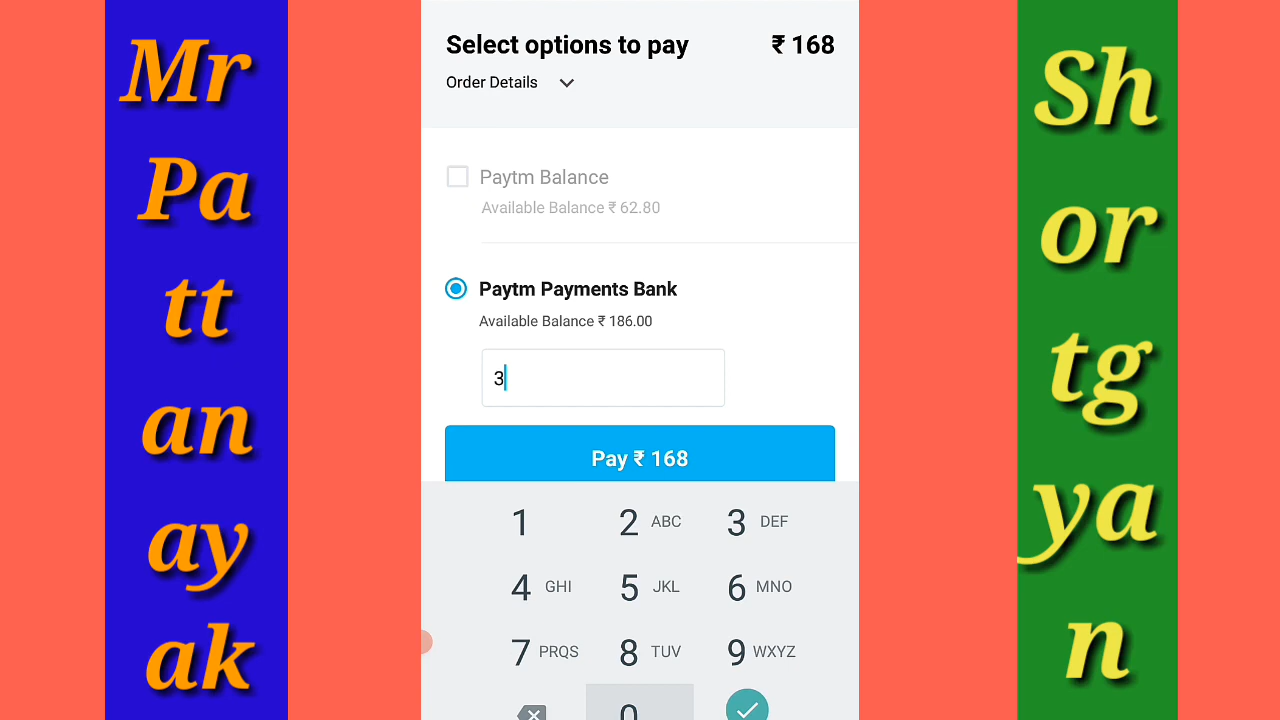 Mr
Pa
tt
an
ay
ak
Select options to pay ₹ 168
Order Details
Paytm Balance
Available Balance ₹ 62.80
Paytm Payments Bank
Available Balance ₹ 186.00
3
Pay ₹ 168
1 2 ABC 3 DEF
4 GHI 5 JKL 6 MNO
7 PRQS 8 TUV 9 WXYZ
0
Sh
or
tg
ya
n